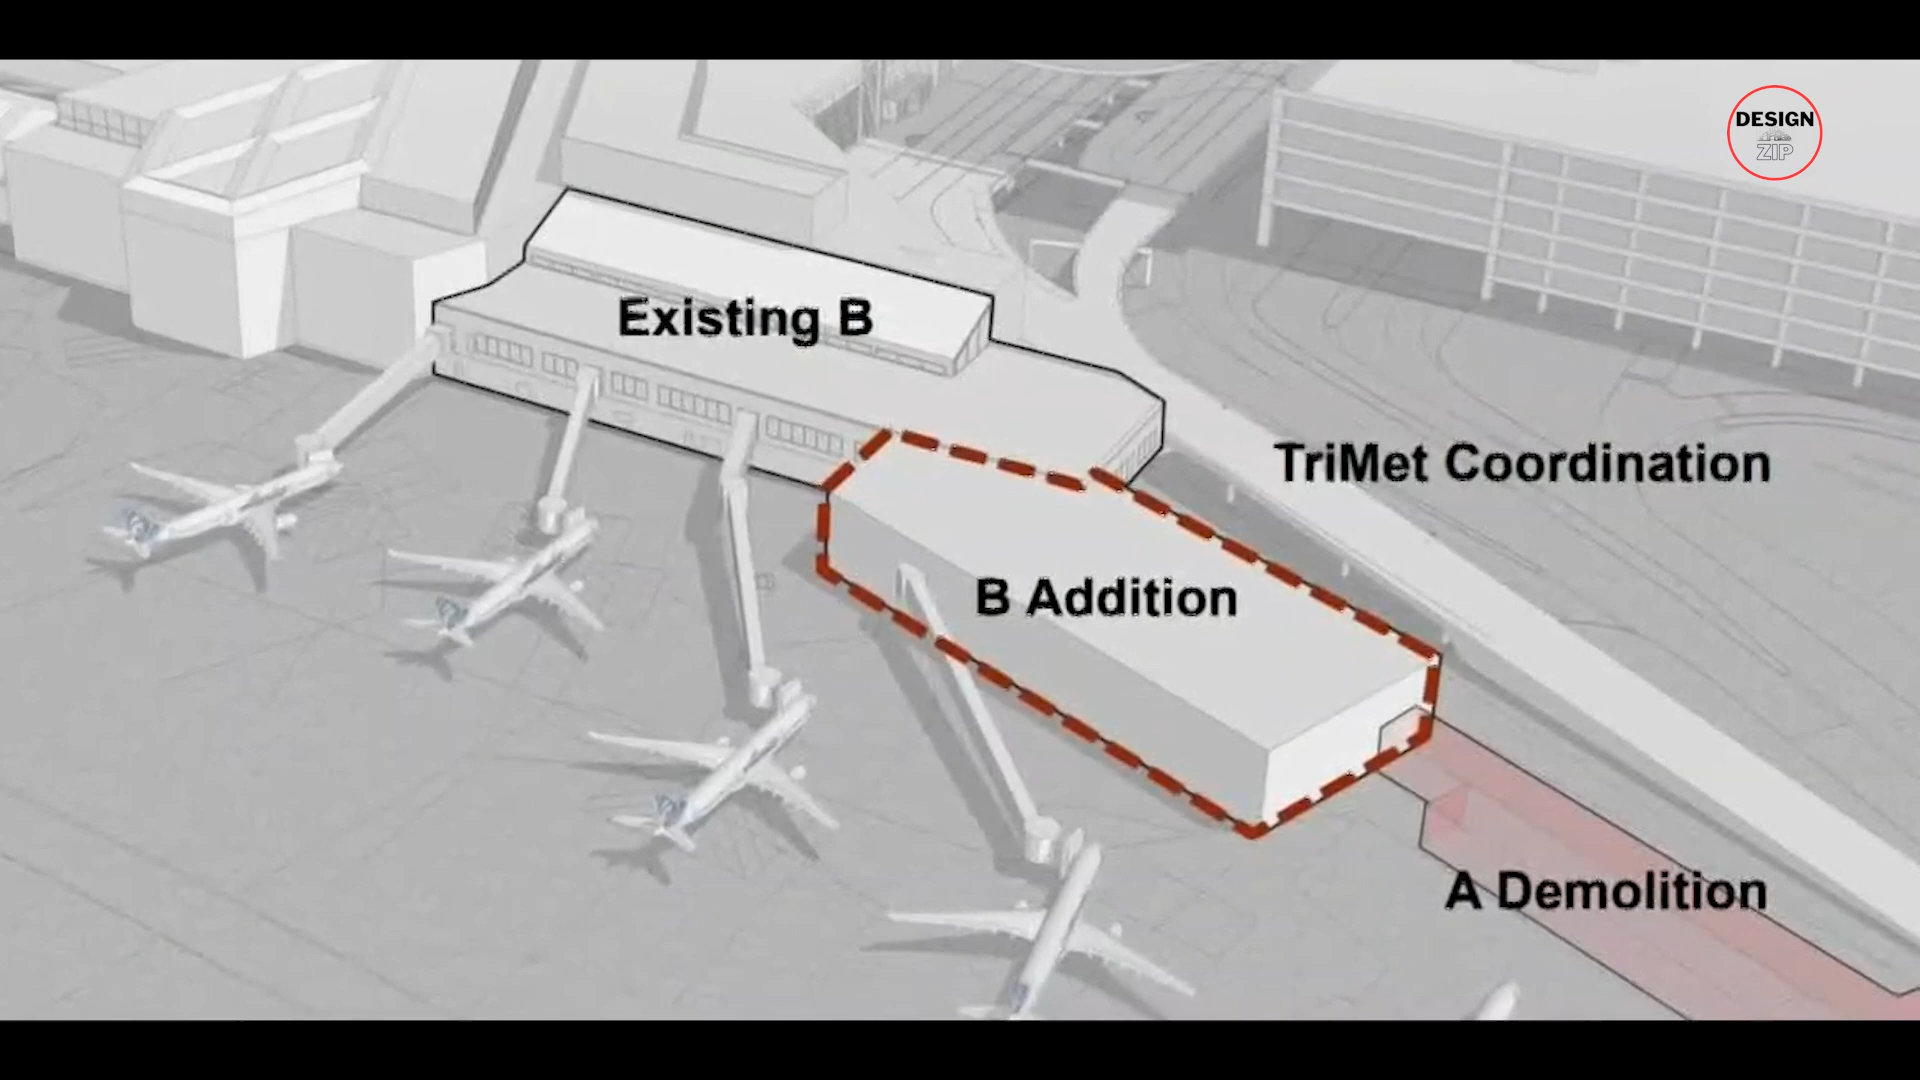 DESIGN
ZIP
Existing B
TriMet Coordination
B Addition
A Demolition